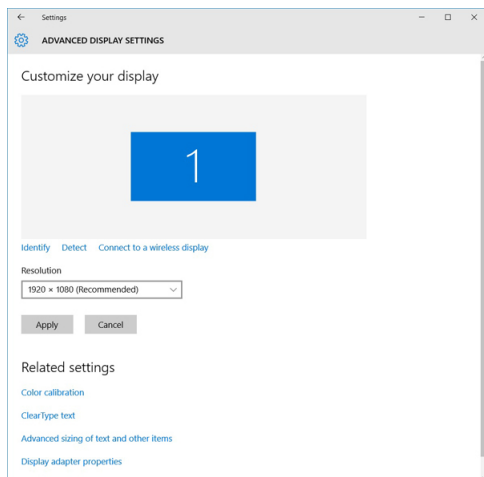 Settings
ADVANCED DISPLAY SETTINGS
Customize your display
1
Identify Detect Connect to a wireless display
Resolution
1920 × 1080 (Recommended)
Apply Cancel
Related settings
Color calibration
ClearType text
Advanced sizing of text and other items
Display adapter properties